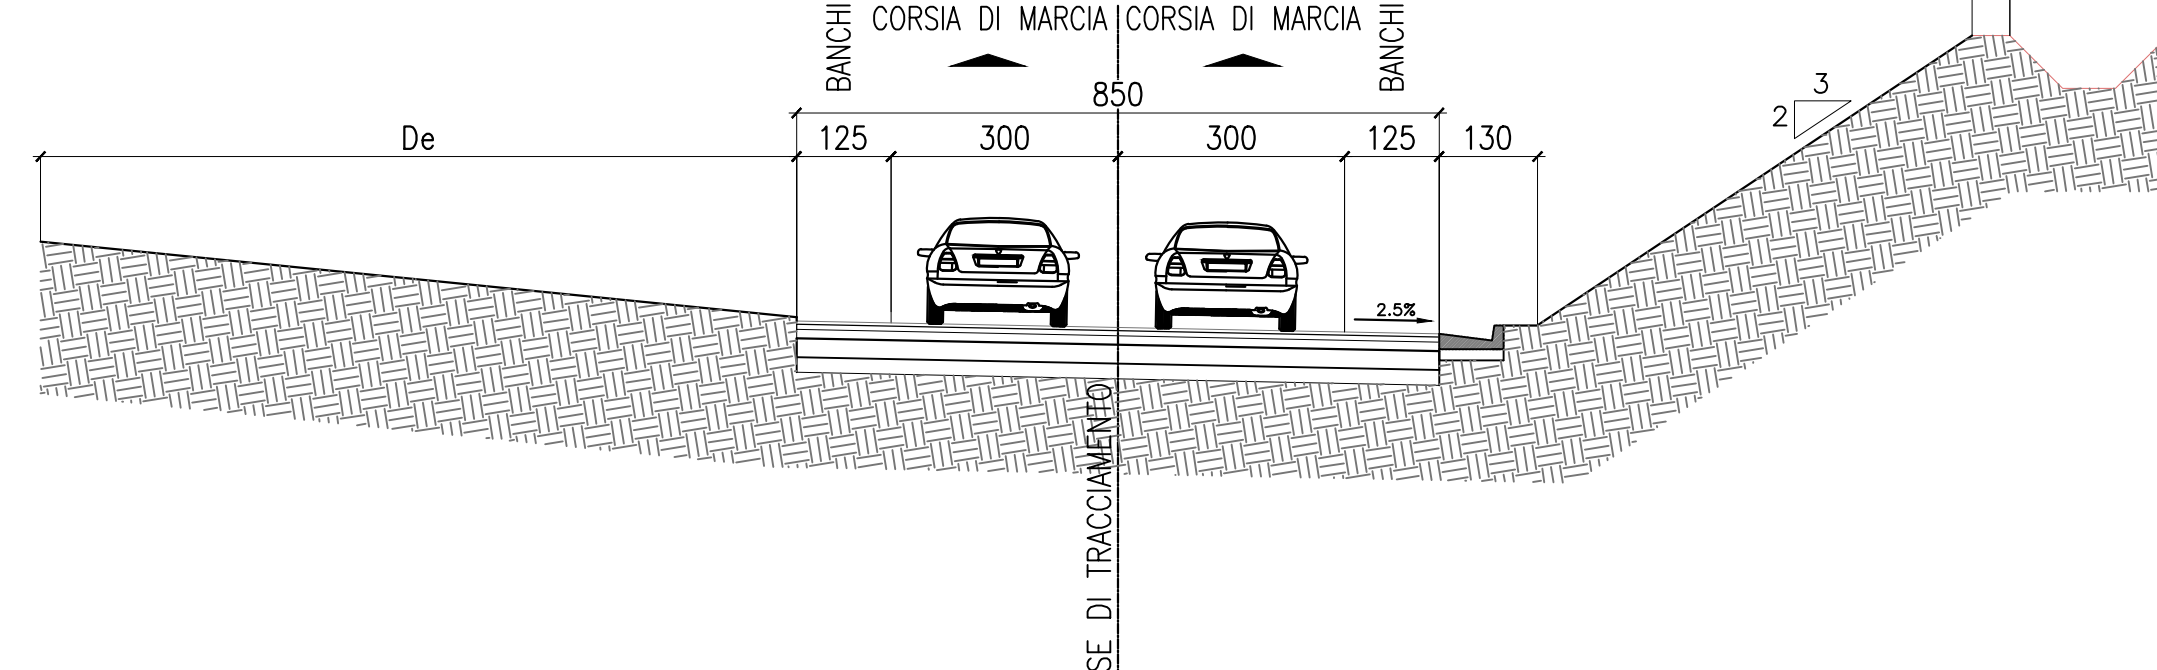 BANCHI
CORSIA DI MARCIA
CORSIA DI MARCIA
BANCHI
850
De
125
300
300
125
130
3
2
2.5%
SE DI TRACCIAMENTO